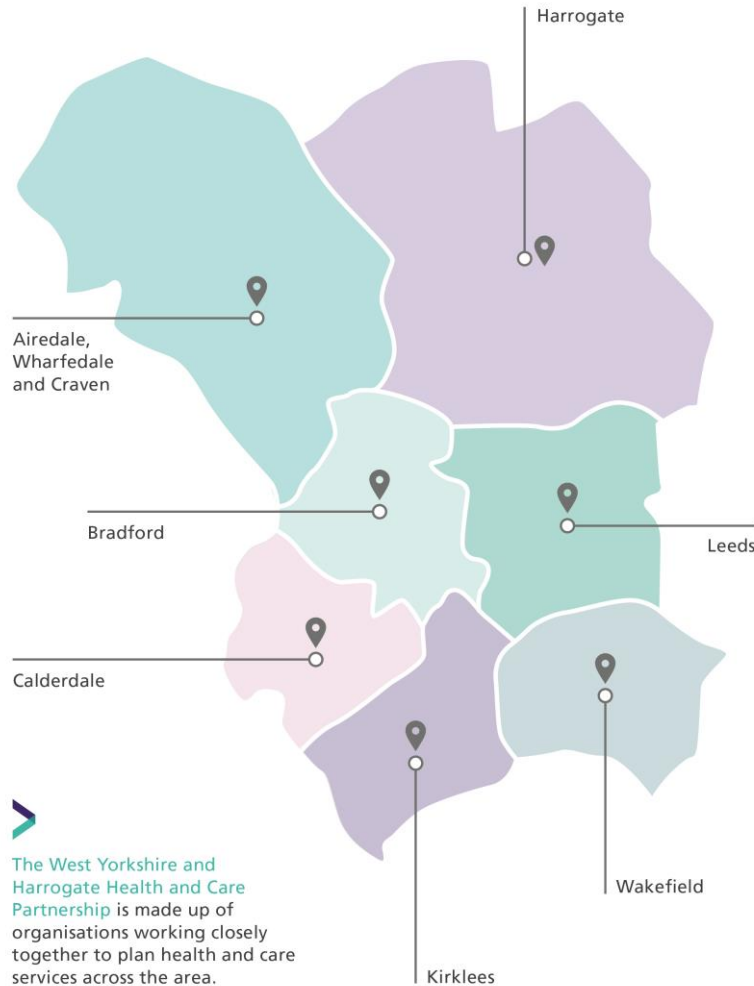 Harrogate
Airedale,
Wharfedale
and Craven
Bradford
Leeds
Calderdale
Wakefield
Kirklees
The West Yorkshire and
Harrogate Health and Care
Partnership is made up of
organisations working closely
together to plan health and care
services across the area.